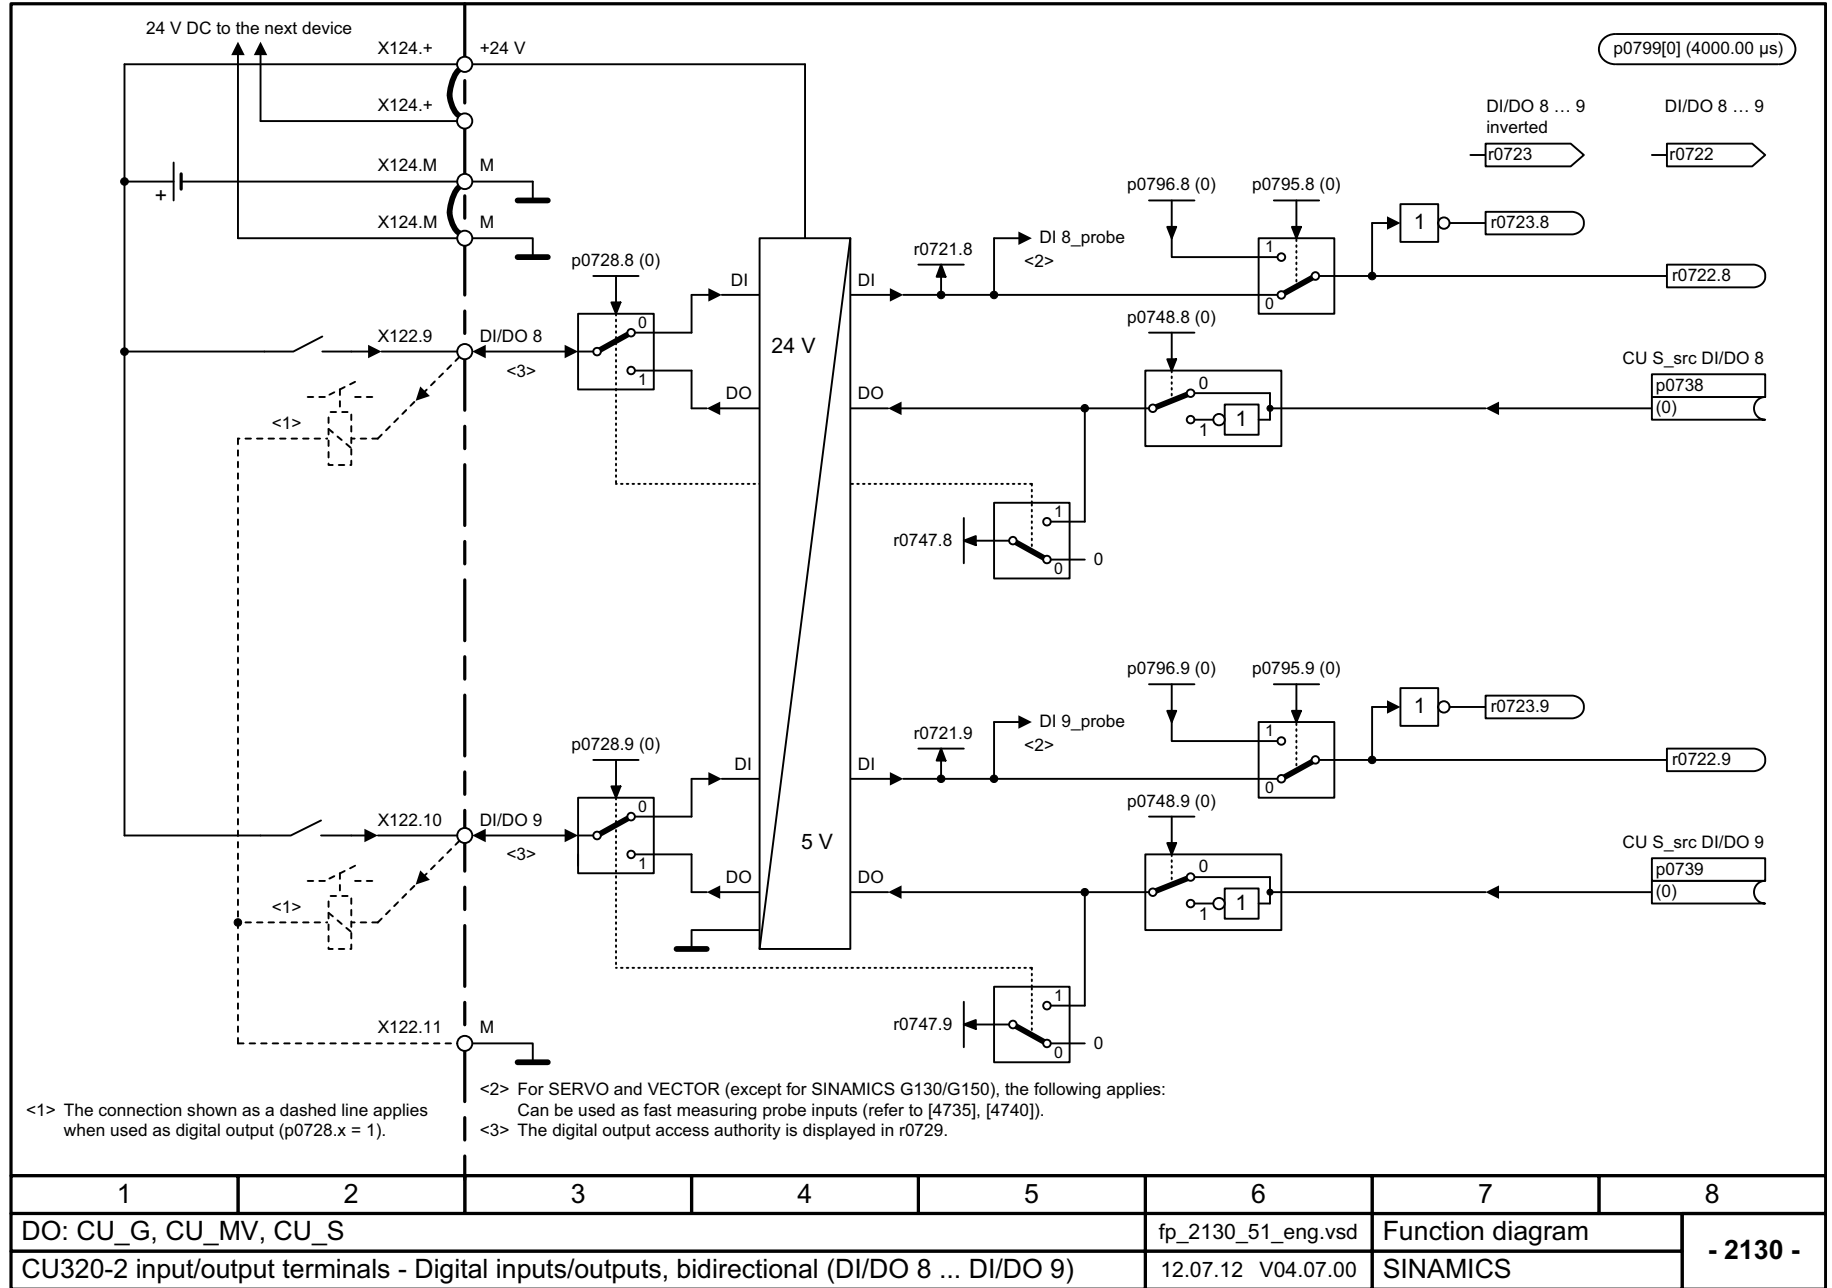 24 V DC to the next device
X124.+
+24 V
p0799[0] (4000.00 µs)
X124.+
DI/DO 8 … 9
inverted
DI/DO 8 … 9
r0723
r0722
X124.M
M
+
X124.M
M
p0796.8 (0)
p0795.8 (0)
1
r0723.8
p0728.8 (0)
DI
DI
r0721.8
DI 8_probe
<2>
1
0
r0722.8
X122.9
DI/DO 8
<3>
0
1
24 V
p0748.8 (0)
CU S_src DI/DO 8
p0738
(0)
DO
DO
0
1
1
<1>
r0747.8
1
0
0
p0796.9 (0)
p0795.9 (0)
1
r0723.9
p0728.9 (0)
DI
DI
r0721.9
DI 9_probe
<2>
1
0
r0722.9
X122.10
DI/DO 9
<3>
0
1
5 V
p0748.9 (0)
CU S_src DI/DO 9
p0739
(0)
DO
DO
0
1
1
<1>
r0747.9
1
0
0
X122.11
M
<1> The connection shown as a dashed line applies
when used as digital output (p0728.x = 1).
<2> For SERVO and VECTOR (except for SINAMICS G130/G150), the following applies:
Can be used as fast measuring probe inputs (refer to [4735], [4740]).
<3> The digital output access authority is displayed in r0729.
1 2 3 4 5 6 7 8
DO: CU_G, CU_MV, CU_S
fp_2130_51_eng.vsd
Function diagram
- 2130 -
CU320-2 input/output terminals - Digital inputs/outputs, bidirectional (DI/DO 8 ... DI/DO 9)
12.07.12 V04.07.00
SINAMICS